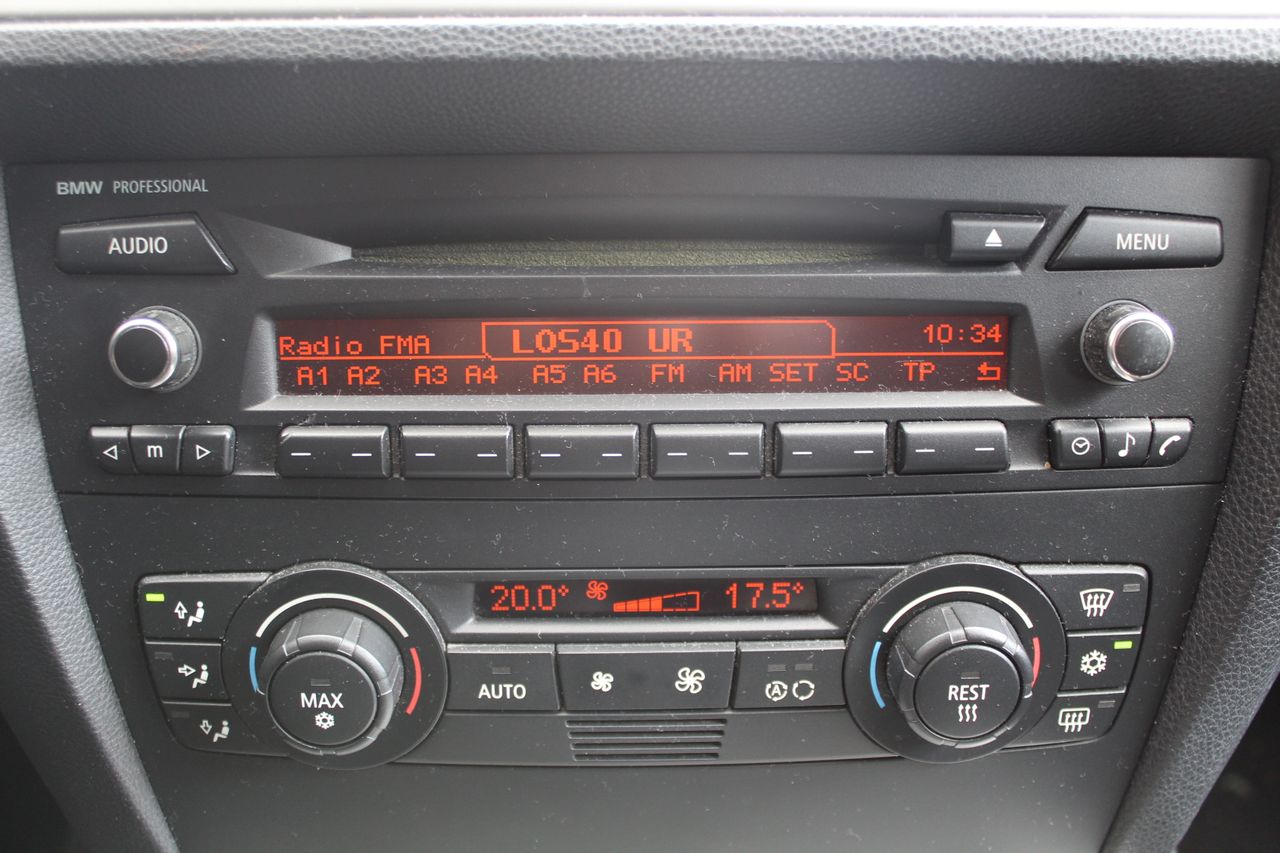 BMW PROFESSIONAL
AUDIO
MENU
Radio FMA LOS40 UR 10:34
A1 A2 A3 A4 A5 A6 FM AM SET SC TP
m
20.0° 17.5°
MAX
AUTO
A
REST